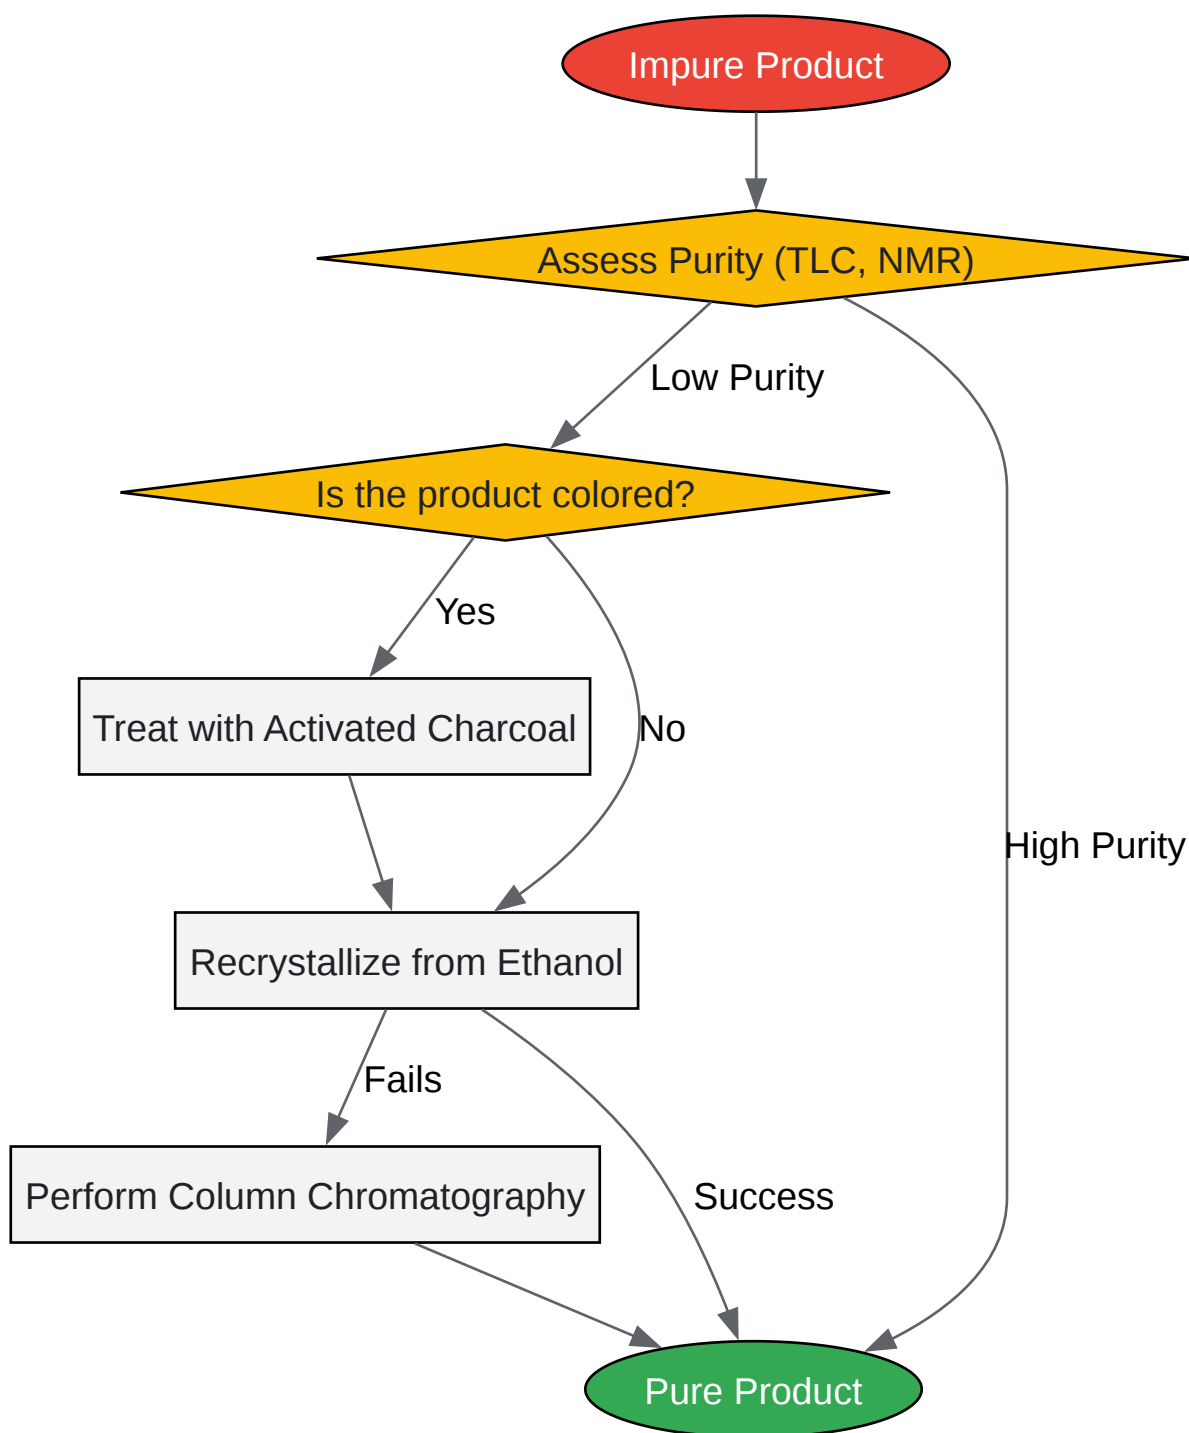 Impure Product
Assess Purity (TLC, NMR)
Low Purity
Is the product colored?
Yes
Treat with Activated Charcoal
No
High Purity
Recrystallize from Ethanol
Fails
Perform Column Chromatography
Success
Pure Product